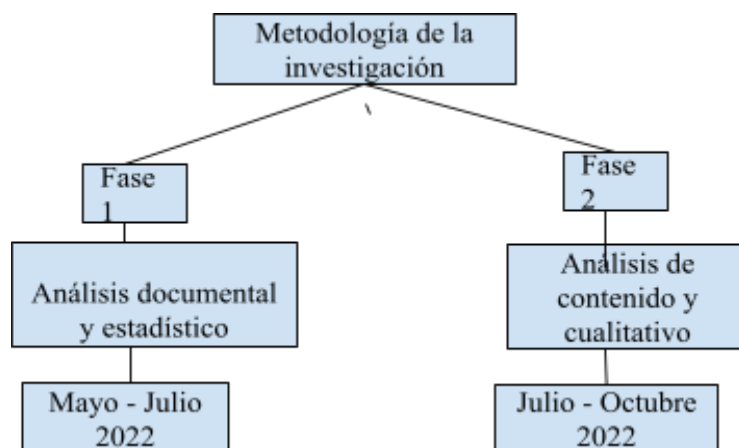 Metodología de la
investigación
Fase
1
Fase
2
Análisis documental
y estadístico
Análisis de
contenido y
cualitativo
Mayo - Julio
2022
Julio - Octubre
2022